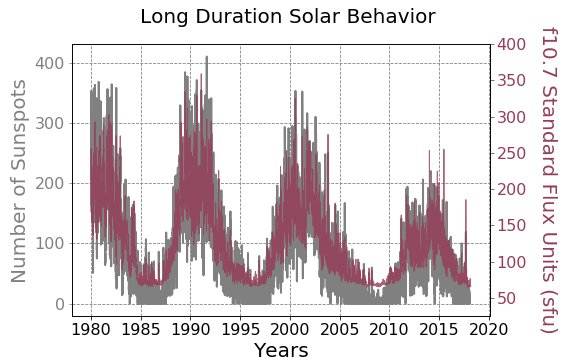 Long Duration Solar Behavior
Number of Sunspots
400
300
200
100
0
400
350
300
250
200
150
100
50
f10.7 Standard Flux Units (sfu)
1980 1985 1990 1995 2000 2005 2010 2015 2020
Years